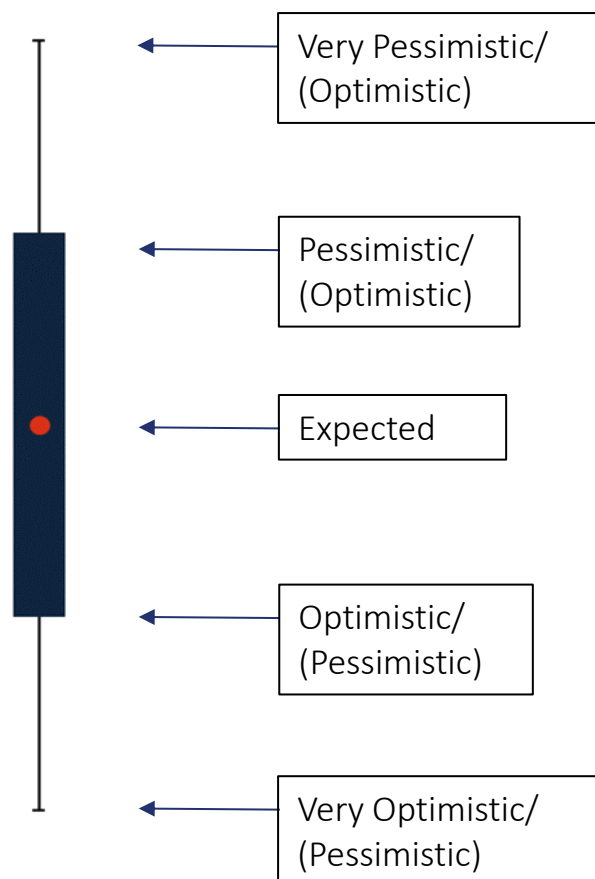 Very Pessimistic/
(Optimistic)
Pessimistic/
(Optimistic)
Expected
Optimistic/
(Pessimistic)
Very Optimistic/
(Pessimistic)